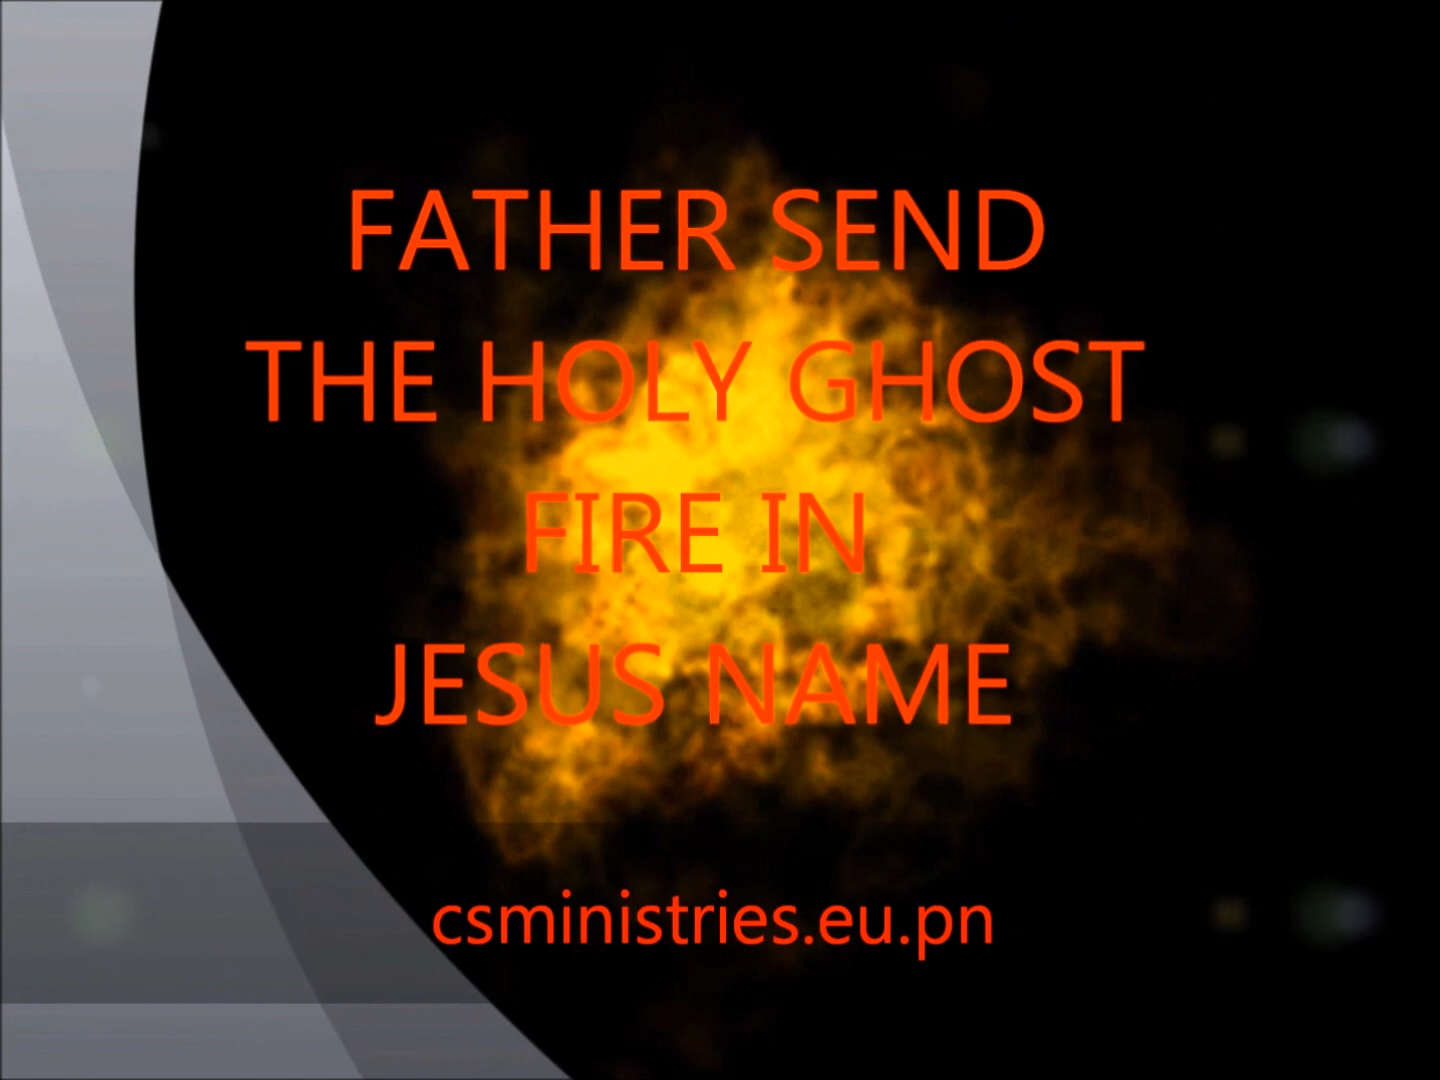 FATHER SEND
THE HOLY GHOST
FIRE IN
JESUS NAME
csministries.eu.pn